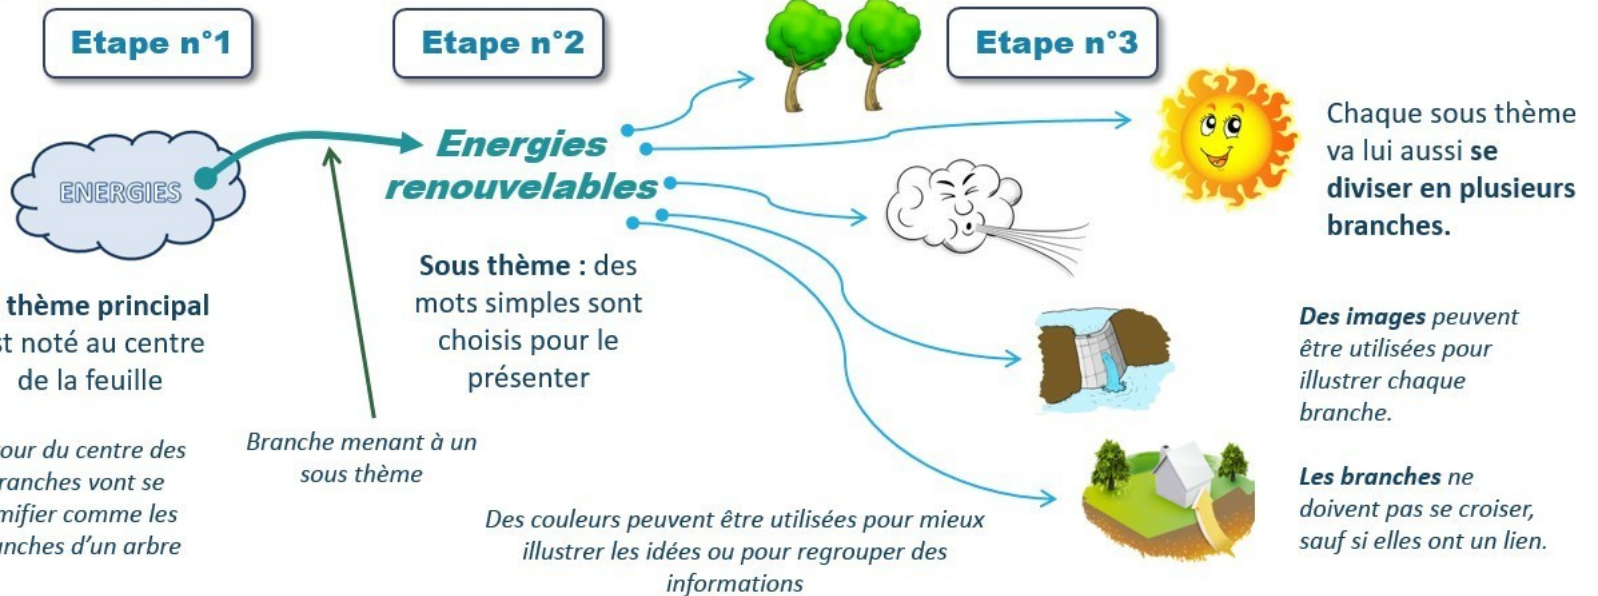 Etape n°1
Etape n°2
Etape n°3
ENERGIES
Energies
renouvelables
Chaque sous thème
va lui aussi se
diviser en plusieurs
branches.
thème principal
st noté au centre
de la feuille
Sous thème : des
mots simples sont
choisis pour le
présenter
Des images peuvent
être utilisées pour
illustrer chaque
branche.
our du centre des
ranches vont se
mifier comme les
nches d'un arbre
Branche menant à un
sous thème
Des couleurs peuvent être utilisées pour mieux
illustrer les idées ou pour regrouper des
informations
Les branches ne
doivent pas se croiser,
sauf si elles ont un lien.